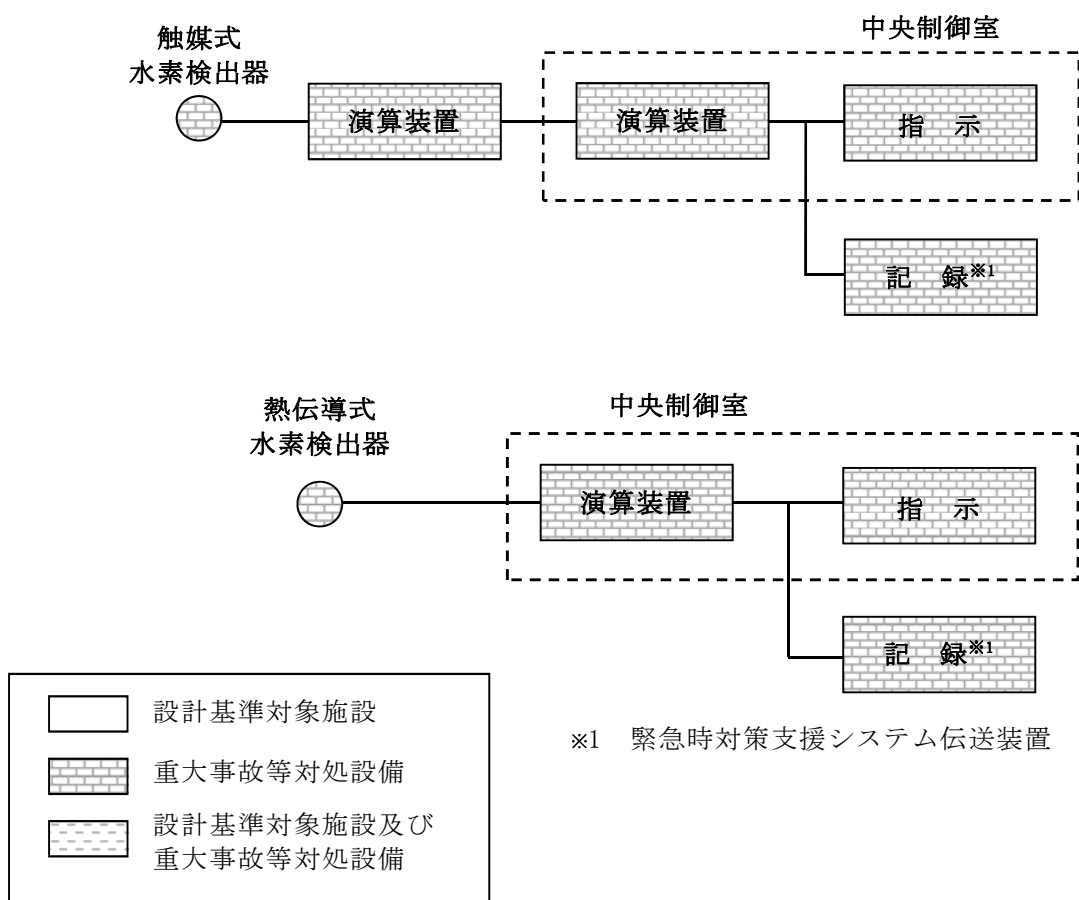 中央制御室
触媒式
水素検出器
演算装置
演算装置
指 示
記 録※1
熱伝導式
水素検出器
中央制御室
演算装置
指 示
記 録※1
※1 緊急時対策支援システム伝送装置
設計基準対象施設
重大事故等対処設備
設計基準対象施設及び
重大事故等対処設備